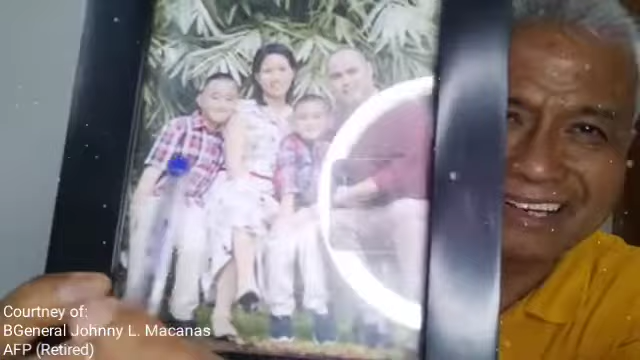 Courtney of:
BGeneral Johnny L. Macanas
AFP (Retired)